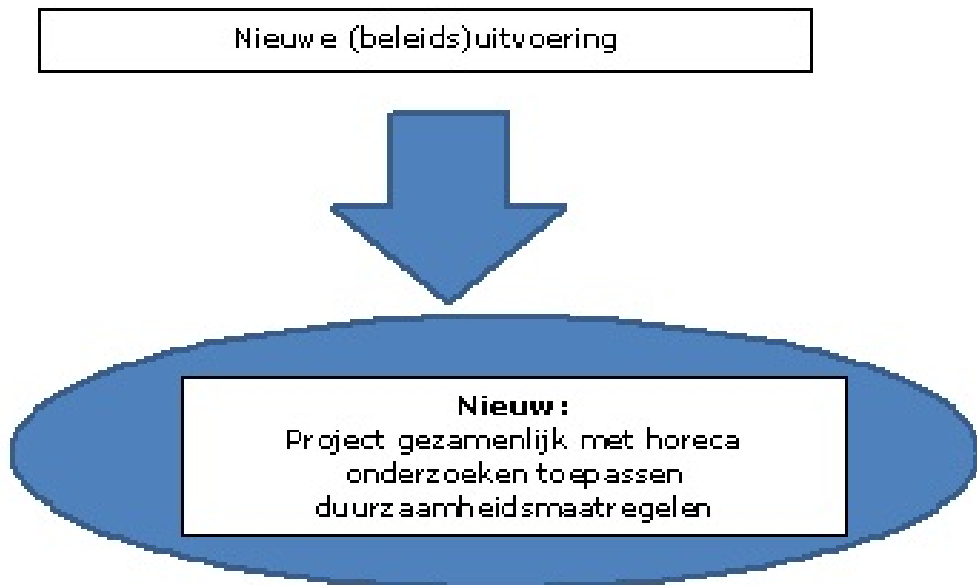 Nieuwe (beleids)uitvoering
Nieuw:
Project gezamenlijk met horeca
onderzoeken toepassen
duurzaamheidsmaatregelen